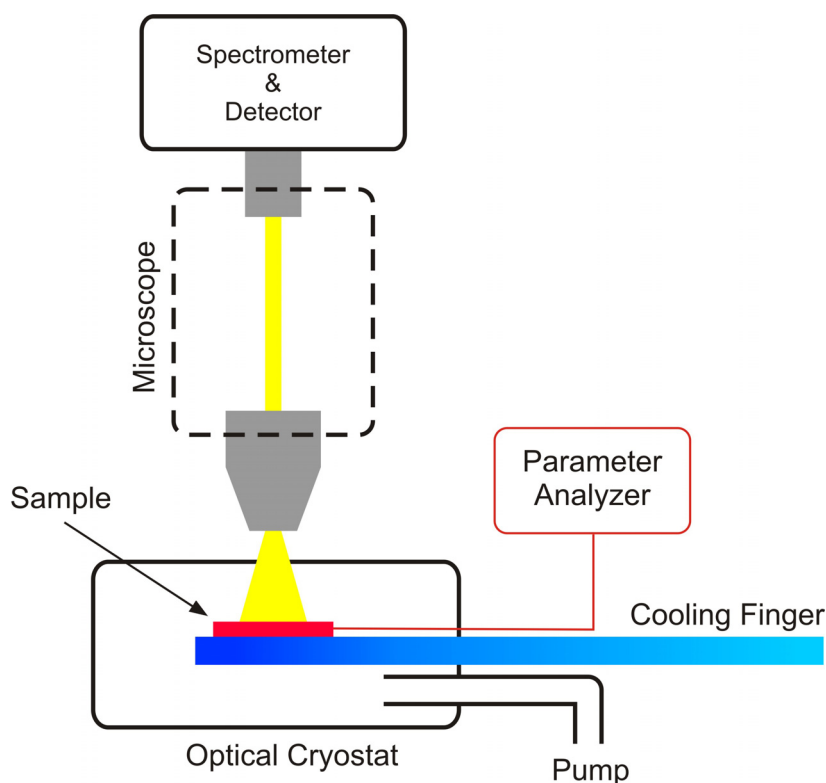 Spectrometer
&
Detector
Microscope
Parameter
Analyzer
Sample
Cooling Finger
Optical Cryostat
Pump